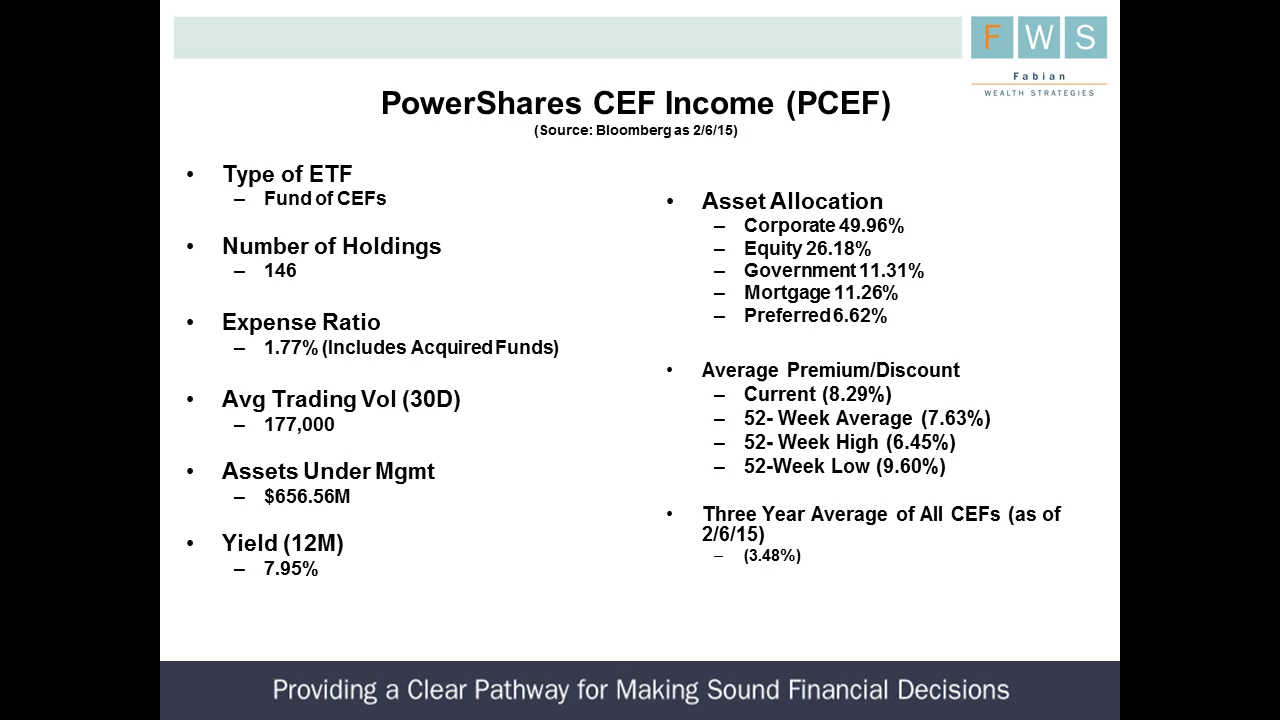 F W S
Fabian
WEALTH STRATEGIES
PowerShares CEF Income (PCEF)
(Source: Bloomberg as 2/6/15)
• Type of ETF
– Fund of CEFs
• Number of Holdings
– 146
• Expense Ratio
– 1.77% (Includes Acquired Funds)
• Avg Trading Vol (30D)
– 177,000
• Assets Under Mgmt
– $656.56M
• Yield (12M)
– 7.95%
• Asset Allocation
– Corporate 49.96%
– Equity 26.18%
– Government 11.31%
– Mortgage 11.26%
– Preferred 6.62%
• Average Premium/Discount
– Current (8.29%)
– 52- Week Average (7.63%)
– 52- Week High (6.45%)
– 52-Week Low (9.60%)
• Three Year Average of All CEFs (as of
2/6/15)
– (3.48%)
Providing a Clear Pathway for Making Sound Financial Decisions